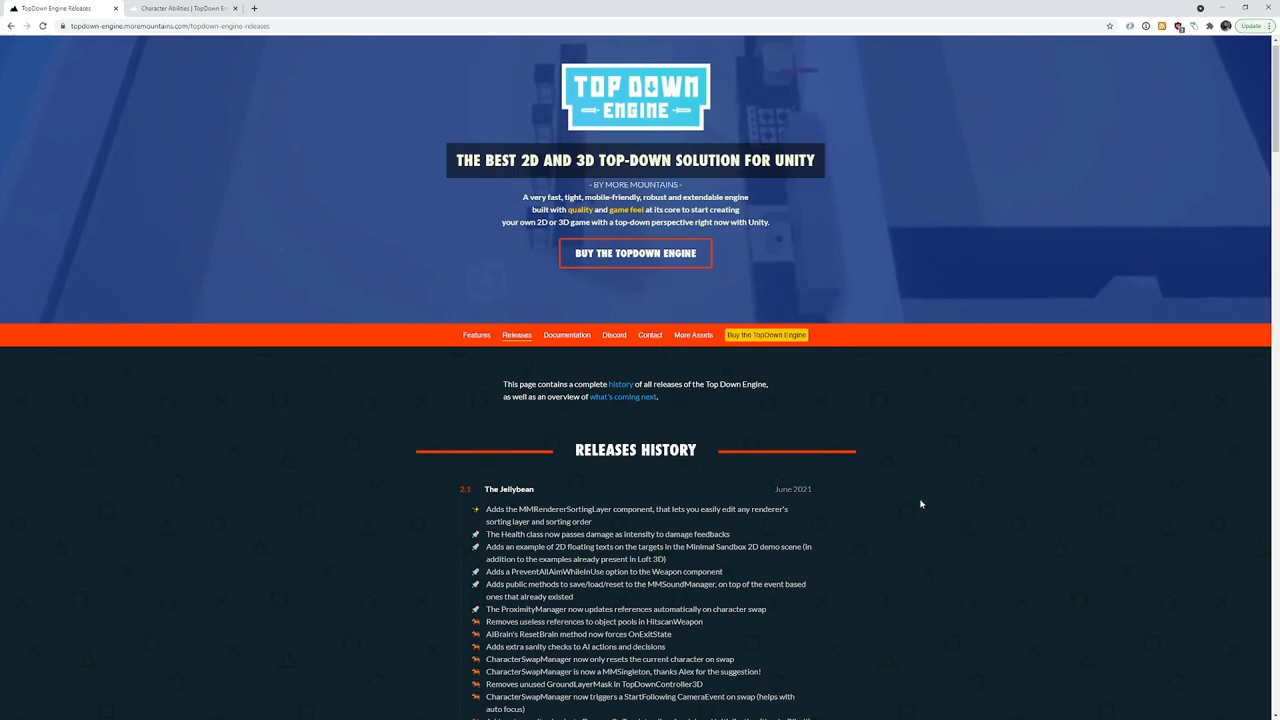 TopDown Engine Releases
Character Abilities | TopDown En
topdown-engine.moremountains.com/topdown-engine-releases
Update
TOP DOWN
ENGINE
THE BEST 2D AND 3D TOP-DOWN SOLUTION FOR UNITY
- BY MORE MOUNTAINS -
A very fast, tight, mobile-friendly, robust and extendable engine
built with quality and game feel at its core to start creating
your own 2D or 3D game with a top-down perspective right now with Unity.
BUY THE TOPDOWN ENGINE
Features Releases Documentation Discord Contact More Assets Buy the TopDown Engine
This page contains a complete history of all releases of the Top Down Engine,
as well as an overview of what's coming next.
RELEASES HISTORY
2.1 The Jellybean June 2021
Adds the MMRendererSortingLayer component, that lets you easily edit any renderer's
sorting layer and sorting order
The Health class now passes damage as intensity to damage feedbacks
Adds an example of 2D floating texts on the targets in the Minimal Sandbox 2D demo scene (in
addition to the examples already present in Loft 3D)
Adds a PreventAllAimWhileInUse option to the Weapon component
Adds public methods to save/load/reset to the MMSoundManager, on top of the event based
ones that already existed
The ProximityManager now updates references automatically on character swap
Removes useless references to object pools in HitscanWeapon
AIBrain's ResetBrain method now forces OnExitState
Adds extra sanity checks to AI actions and decisions
CharacterSwapManager now only resets the current character on swap
CharacterSwapManager is now a MMSingleton, thanks Alex for the suggestion!
Removes unused GroundLayerMask in TopDownController3D
CharacterSwapManager now triggers a StartFollowing CameraEvent on swap (helps with
auto focus)